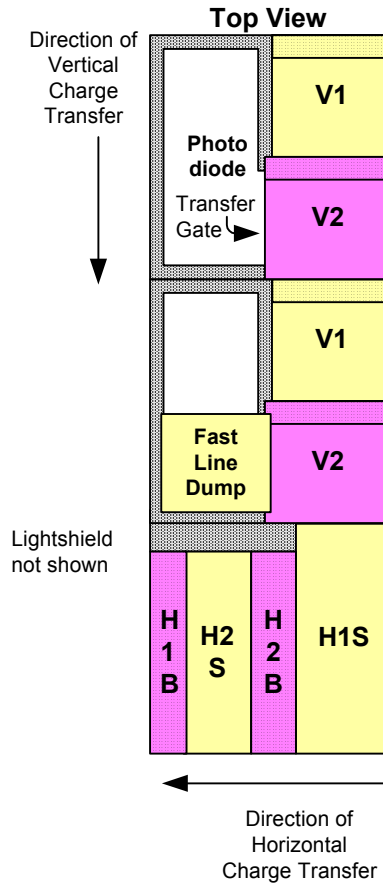 Top View
Direction of
Vertical
Charge
Transfer
V1
Photo
diode
Transfer
Gate
V2
V1
Fast
Line
Dump
V2
Lightshield
not shown
H
1
B
H2
S
H
2
B
H1S
Direction of
Horizontal
Charge Transfer